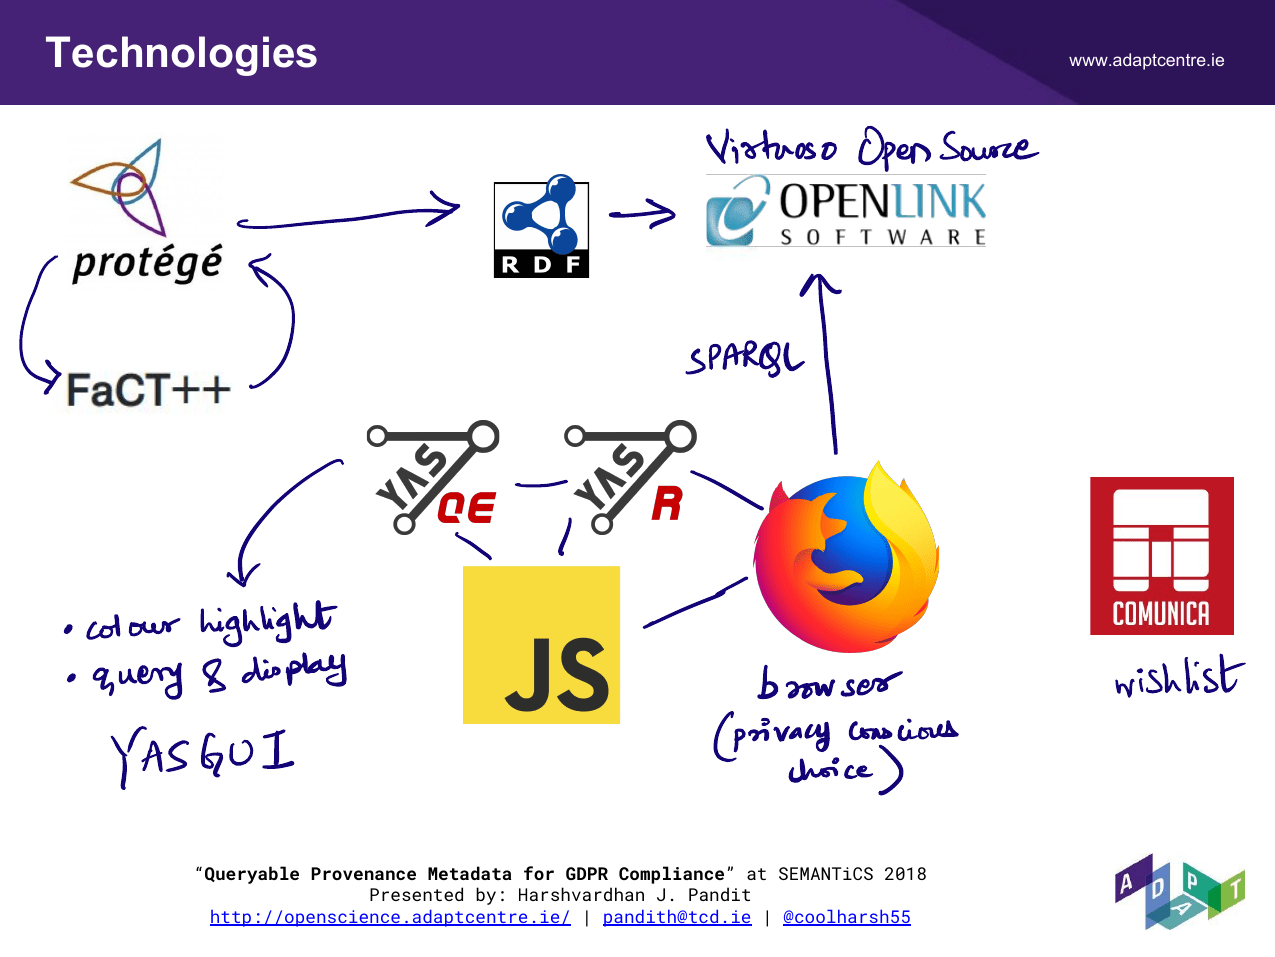 Technologies
www.adaptcentre.ie
Virtuoso Open Source
protégé
RDF
OPENLINK
SOFTWARE
SPARQL
FaCT++
YAS
QE
YAS
R
COMUNICA
wishlist
JS
• colour highlight
• query & display
YASGUI
browser
(privacy conscious
choice)
“Queryable Provenance Metadata for GDPR Compliance” at SEMANTiCS 2018
Presented by: Harshvardhan J. Pandit
http://openscience.adaptcentre.ie/ | pandith@tcd.ie | @coolharsh55
ADAPT